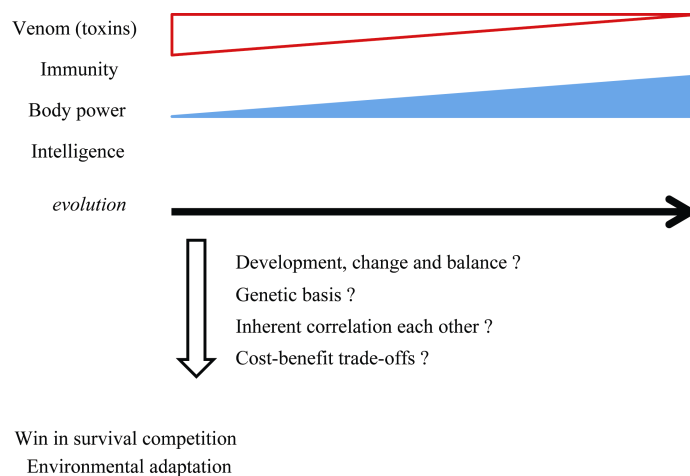 Venom (toxins)
Immunity
Body power
Intelligence
evolution
Development, change and balance ?
Genetic basis ?
Inherent correlation each other ?
Cost-benefit trade-offs ?
Win in survival competition
Environmental adaptation